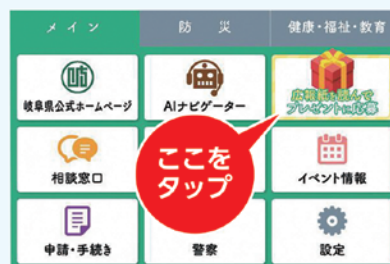 メイン
防災
健康・福祉・教育
岐阜県公式ホームページ
AIナビゲーター
広報紙を読んで
プレゼントに応募
相談窓口
ここを
タップ
イベント情報
申請・手続き
警察
設定